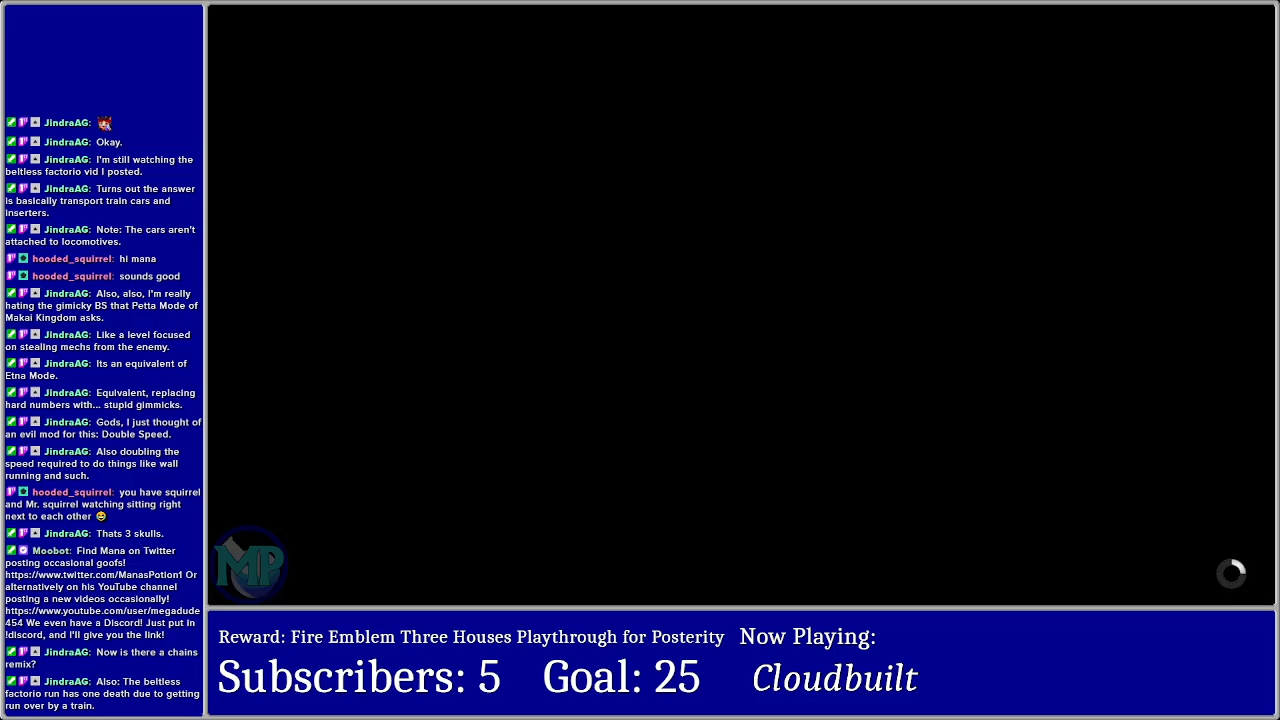 JindraAG:
JindraAG: Okay.
JindraAG: I'm still watching the
beltless factorio vid I posted.
JindraAG: Turns out the answer
is basically transport train cars and
inserters.
JindraAG: Note: The cars aren't
attached to locomotives.
hooded_squirrel: hi mana
hooded_squirrel: sounds good
JindraAG: Also, also, I'm really
hating the gimicky BS that Petta Mode of
Makai Kingdom asks.
JindraAG: Like a level focused
on stealing mechs from the enemy.
JindraAG: Its an equivalent of
Etna Mode.
JindraAG: Equivalent, replacing
hard numbers with... stupid gimmicks.
JindraAG: Gods, I just thought of
an evil mod for this: Double Speed.
JindraAG: Also doubling the
speed required to do things like wall
running and such.
hooded_squirrel: you have squirrel
and Mr. squirrel watching sitting right
next to each other
JindraAG: Thats 3 skulls.
Moobot: Find Mana on Twitter
posting occasional goofs!
https://www.twitter.com/ManasPotion1 Or
alternatively on his YouTube channel
posting a new videos occasionally!
https://www.youtube.com/user/megadude
454 We even have a Discord! Just put in
!discord, and I'll give you the link!
JindraAG: Now is there a chains
remix?
JindraAG: Also: The beltless
factorio run has one death due to getting
run over by a train.
MP
Reward: Fire Emblem Three Houses Playthrough for Posterity
Subscribers: 5 Goal: 25
Now Playing:
Cloudbuilt